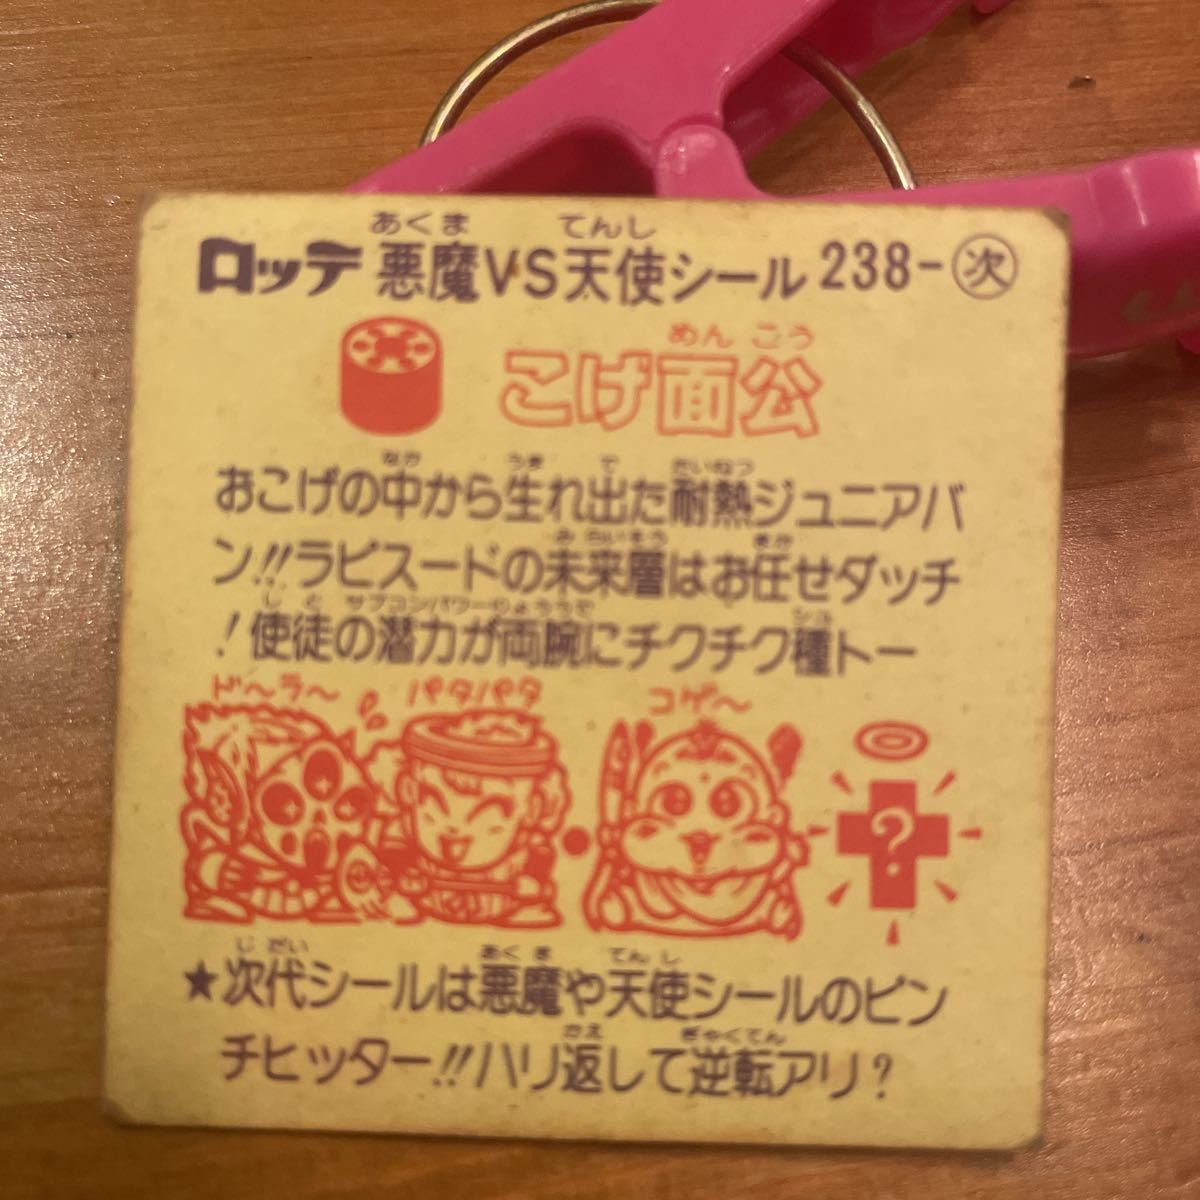 あくま てんし
ロッテ 悪魔VS天使シール 238-次
めん こう
こげ面公
なか うま で たいねつ
おこげの中から生れ出た耐熱ジュニアバ
みらいそう まか
ン!!ラピスードの未来層はお任せダッチ
しと サブコンパワー りょううで シュ
!使徒の潜力が両腕にチクチク種トー
ド〜ラ〜 パタパタ コゲ〜
?
じだい あくま てんし
★次代シールは悪魔や天使シールのピン
かえ ぎゃくてん
チヒッター!!ハリ返して逆転アリ?